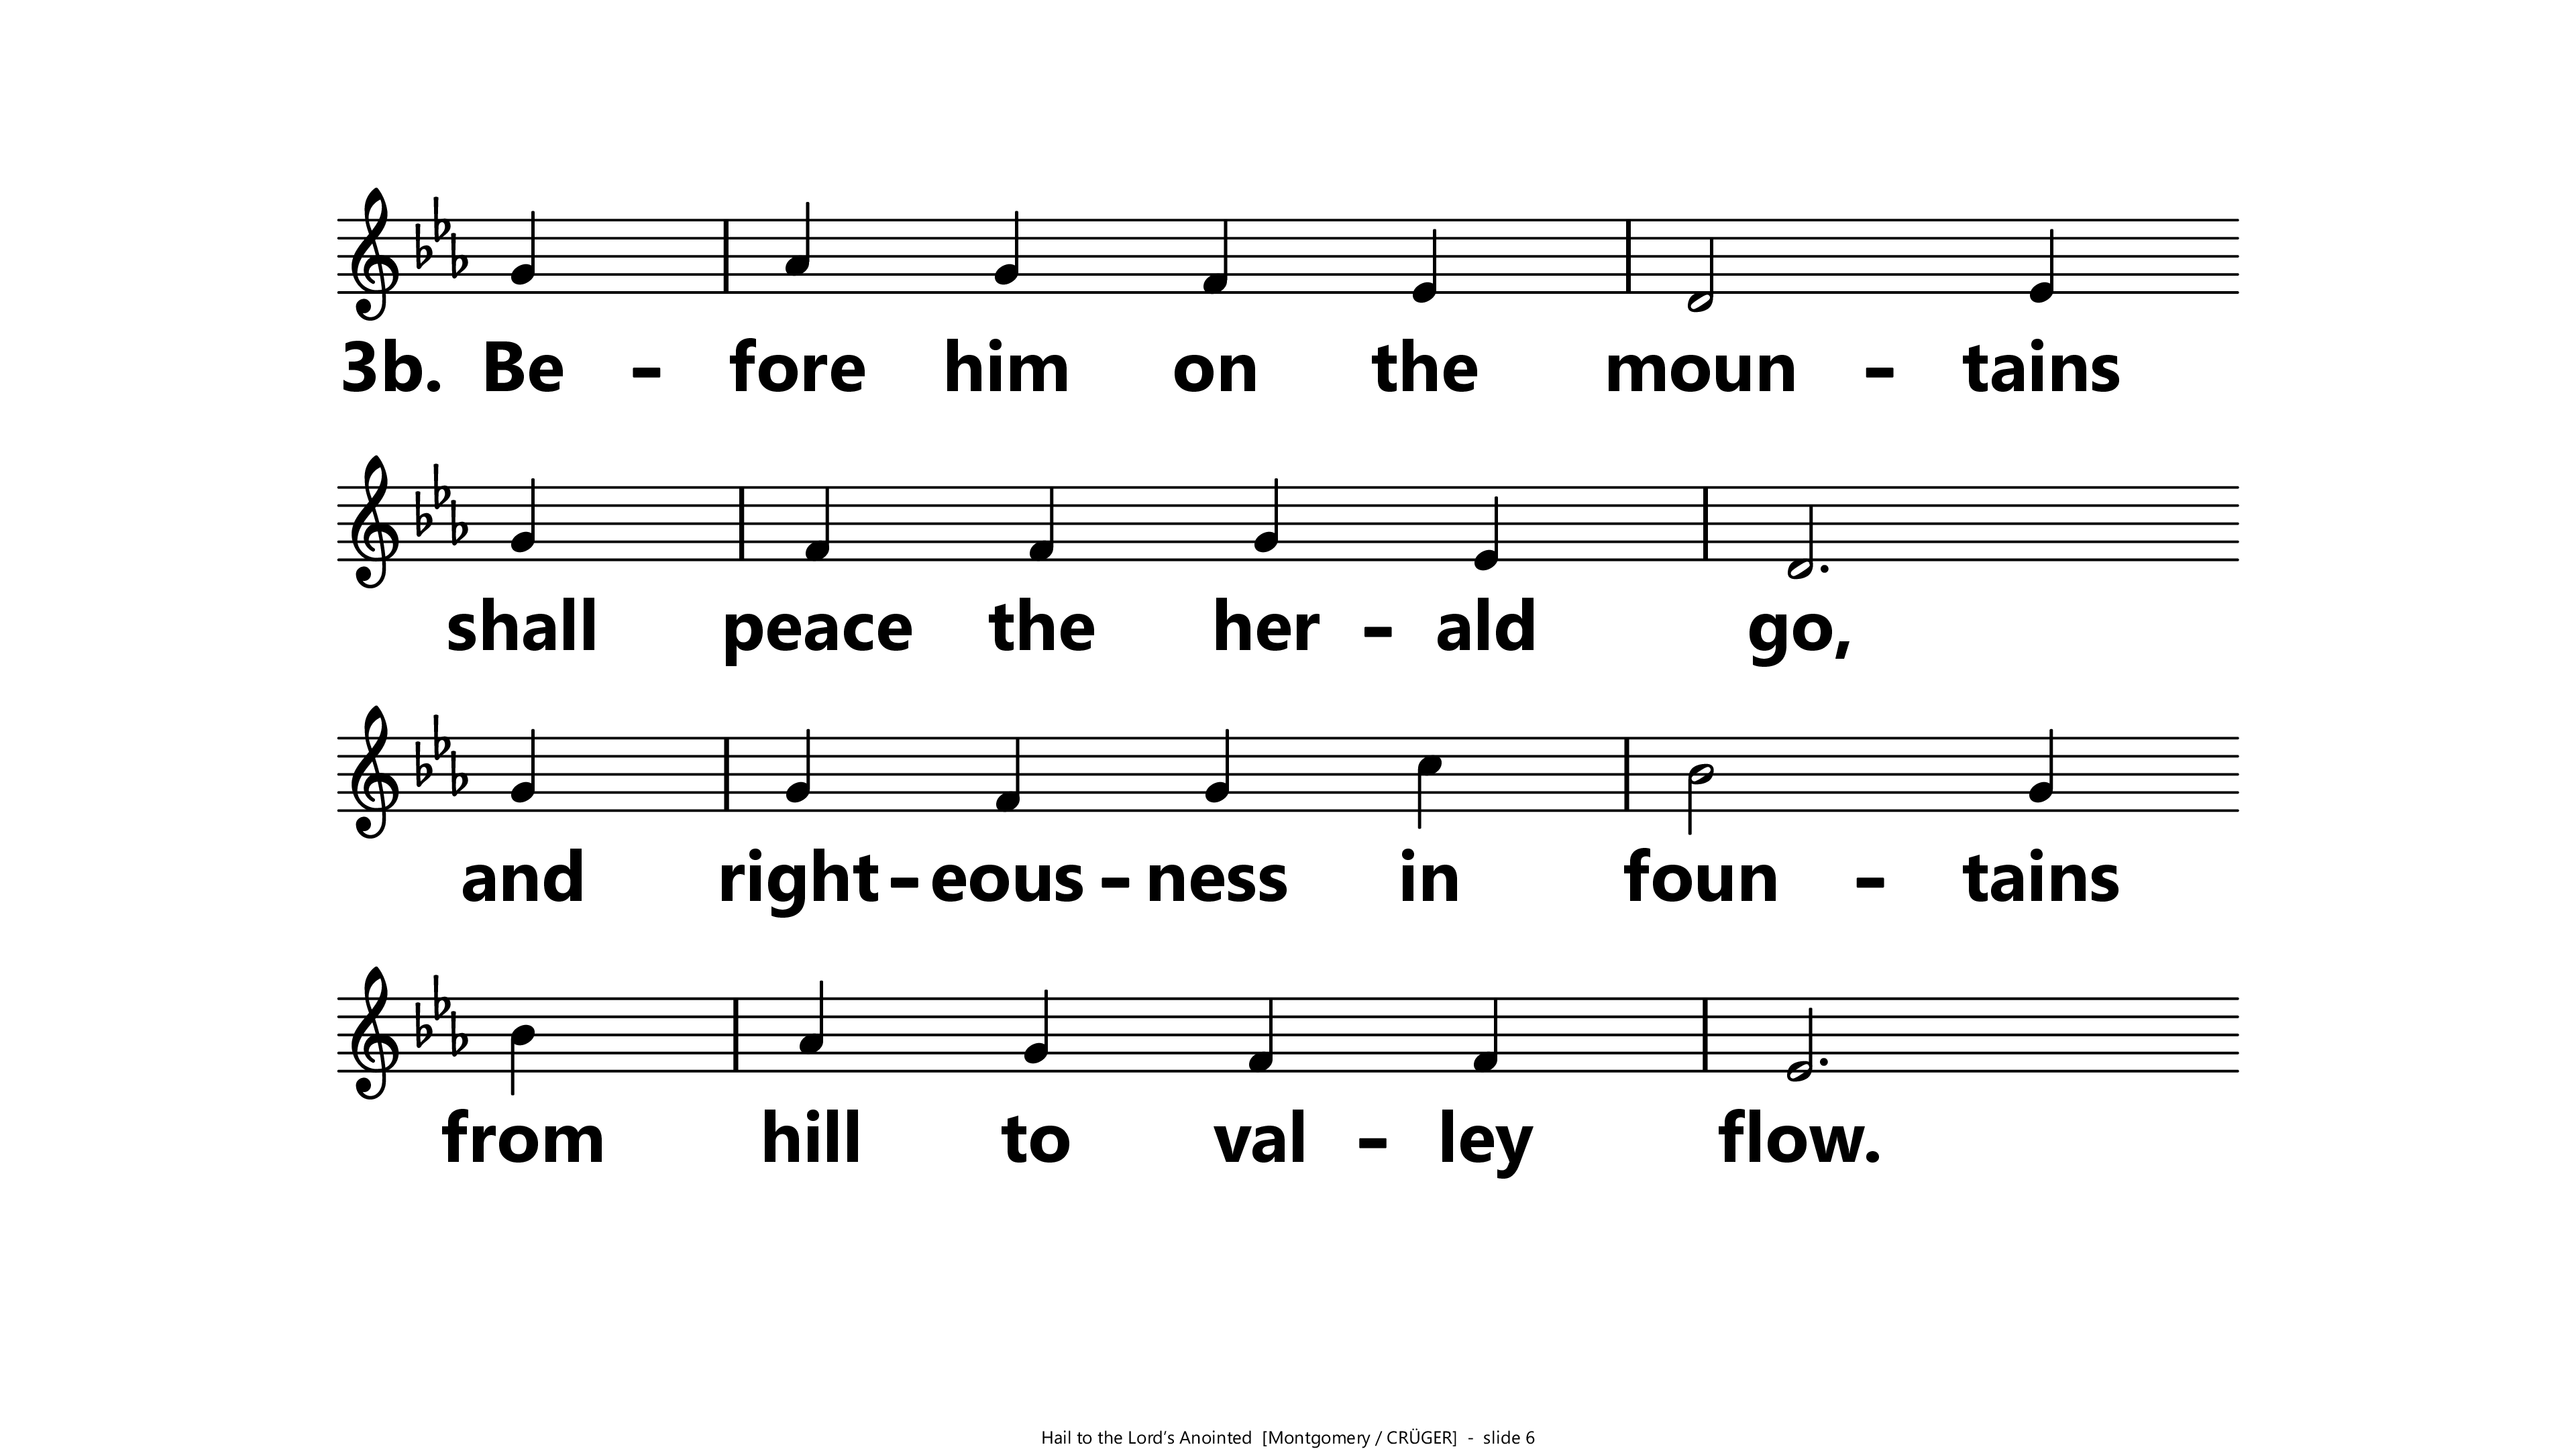 3b. Be - fore him on the moun - tains
shall peace the her - ald go,
and right - eous - ness in foun - tains
from hill to val - ley flow.
Hail to the Lord's Anointed [Montgomery / CRÜGER] - slide 6